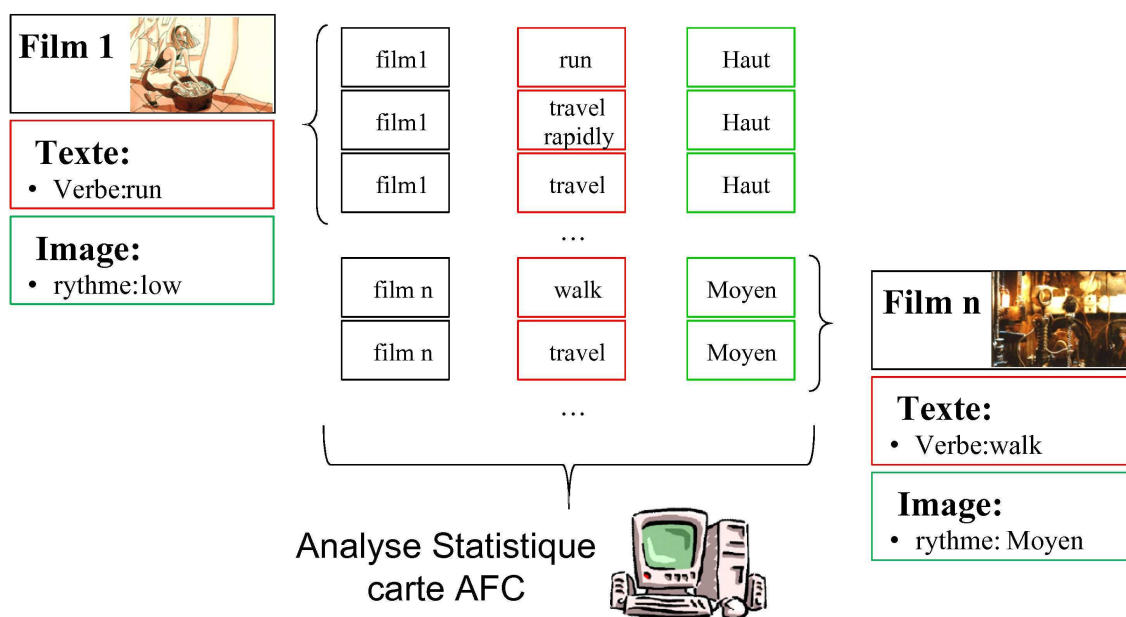 Film 1
Texte:
• Verbe:run
Image:
• rythme:low
film1 run Haut
film1 travel rapidly Haut
film1 travel Haut
...
film n walk Moyen
film n travel Moyen
...
Film n
Texte:
• Verbe:walk
Image:
• rythme: Moyen
Analyse Statistique
carte AFC